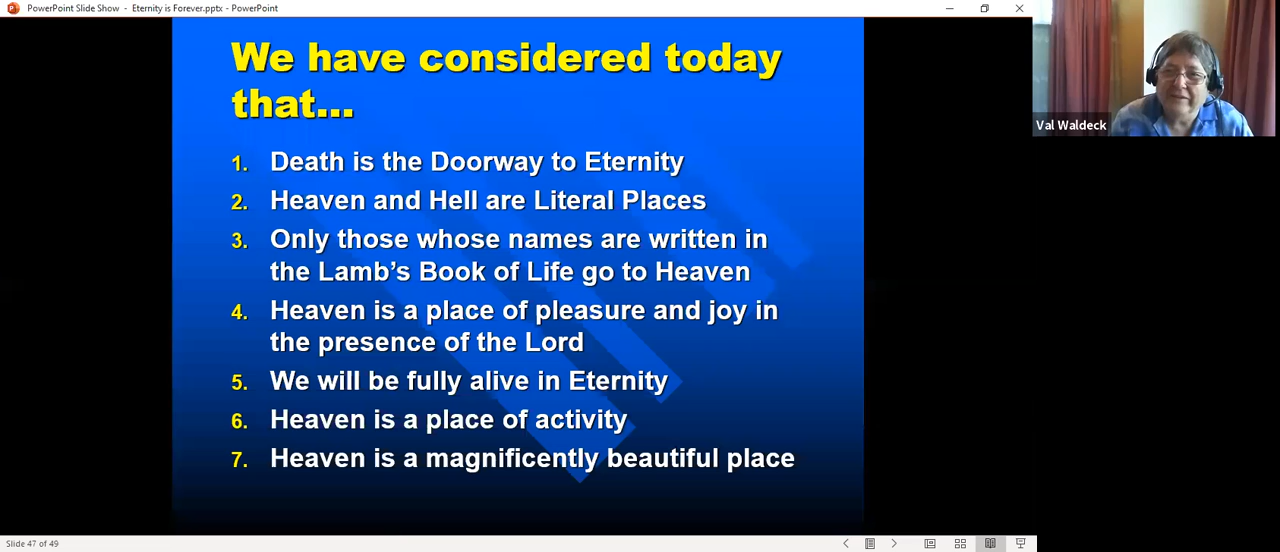 PowerPoint Slide Show - Eternity is Forever.pptx - PowerPoint
We have considered today
that...
1. Death is the Doorway to Eternity
2. Heaven and Hell are Literal Places
3. Only those whose names are written in
the Lamb's Book of Life go to Heaven
4. Heaven is a place of pleasure and joy in
the presence of the Lord
5. We will be fully alive in Eternity
6. Heaven is a place of activity
7. Heaven is a magnificently beautiful place
Val Waldeck
Slide 47 of 49